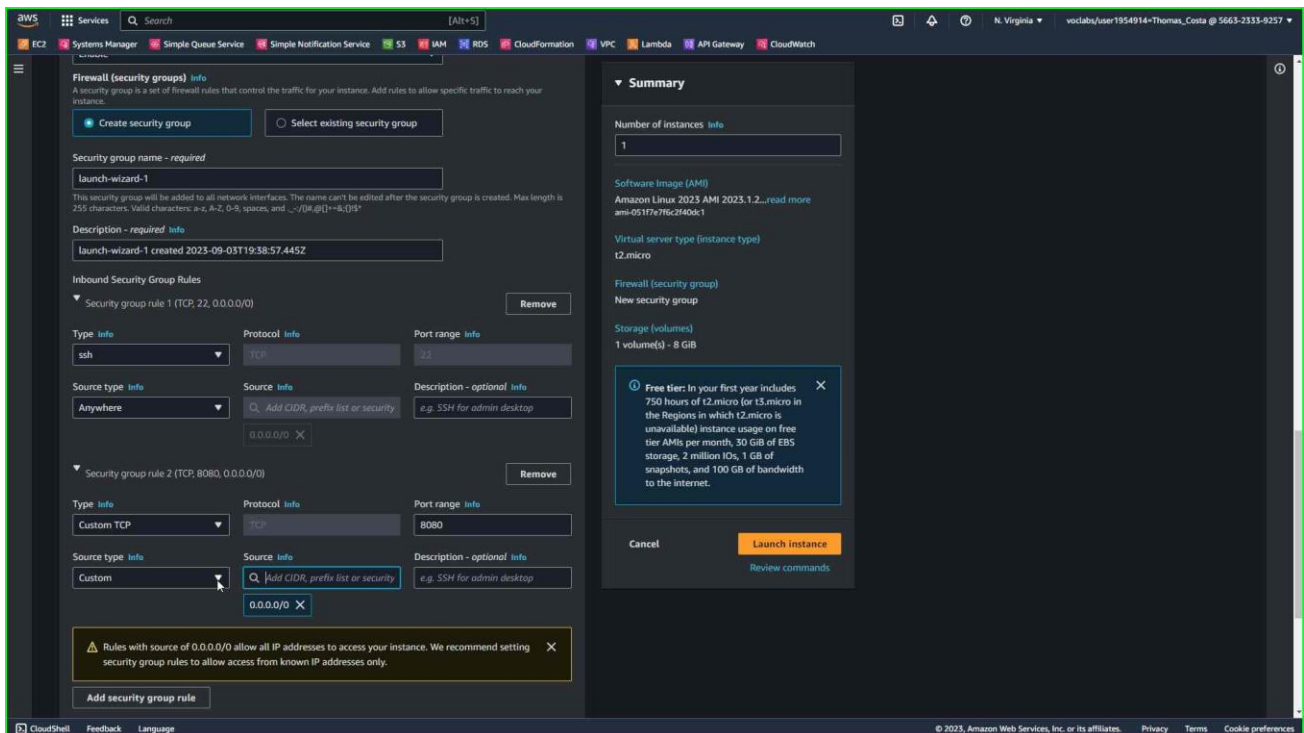 aws Services Search [Alt+S] N. Virginia ▼ voclabs/user1954914=Thomas_Costa @ 5663-2333-9257 ▼
EC2 Systems Manager Simple Queue Service Simple Notification Service S3 IAM RDS CloudFormation VPC Lambda API Gateway CloudWatch
Enable
Firewall (security groups) Info
A security group is a set of firewall rules that control the traffic for your instance. Add rules to allow specific traffic to reach your
instance.
Create security group Select existing security group
Security group name - required
launch-wizard-1
This security group will be added to all network interfaces. The name can't be edited after the security group is created. Max length is
255 characters. Valid characters: a-z, A-Z, 0-9, spaces, and ._-:/()#,@[]+=&;{}!$*
Description - required Info
launch-wizard-1 created 2023-09-03T19:38:57.445Z
Inbound Security Group Rules
▼ Security group rule 1 (TCP, 22, 0.0.0.0/0) Remove
Type Info Protocol Info Port range Info
ssh TCP 22
Source type Info Source Info Description - optional Info
Anywhere Add CIDR, prefix list or security e.g. SSH for admin desktop
0.0.0.0/0 X
▼ Security group rule 2 (TCP, 8080, 0.0.0.0/0) Remove
Type Info Protocol Info Port range Info
Custom TCP TCP 8080
Source type Info Source Info Description - optional Info
Custom Add CIDR, prefix list or security e.g. SSH for admin desktop
0.0.0.0/0 X
Rules with source of 0.0.0.0/0 allow all IP addresses to access your instance. We recommend setting X
security group rules to allow access from known IP addresses only.
Add security group rule
▼ Summary
Number of instances Info
1
Software Image (AMI)
Amazon Linux 2023 AMI 2023.1.2...read more
ami-051f7e7f6c2f40dc1
Virtual server type (instance type)
t2.micro
Firewall (security group)
New security group
Storage (volumes)
1 volume(s) - 8 GiB
Free tier: In your first year includes X
750 hours of t2.micro (or t3.micro in
the Regions in which t2.micro is
unavailable) instance usage on free
tier AMIs per month, 30 GiB of EBS
storage, 2 million IOs, 1 GB of
snapshots, and 100 GB of bandwidth
to the internet.
Cancel Launch instance
Review commands
CloudShell Feedback Language © 2023, Amazon Web Services, Inc. or its affiliates. Privacy Terms Cookie preferences